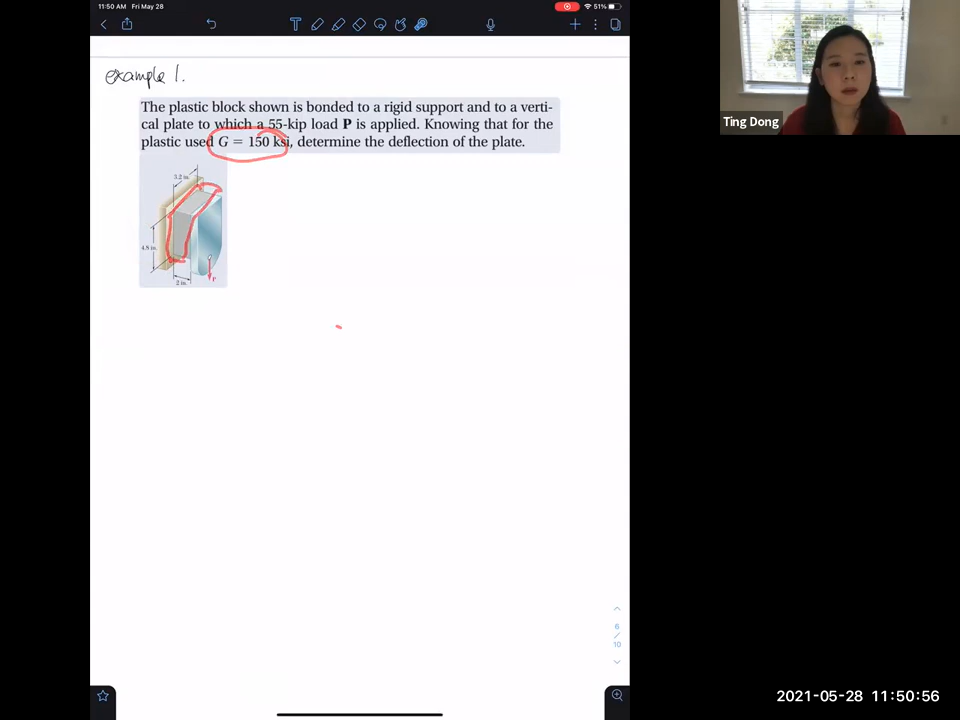 11:50 AM Fri May 28
51%
example 1.
The plastic block shown is bonded to a rigid support and to a verti-
cal plate to which a 55-kip load P is applied. Knowing that for the
plastic used G = 150 ksi, determine the deflection of the plate.
3.2 in.
4.8 in.
2 in.
P
6
/
10
Ting Dong
2021-05-28 11:50:56